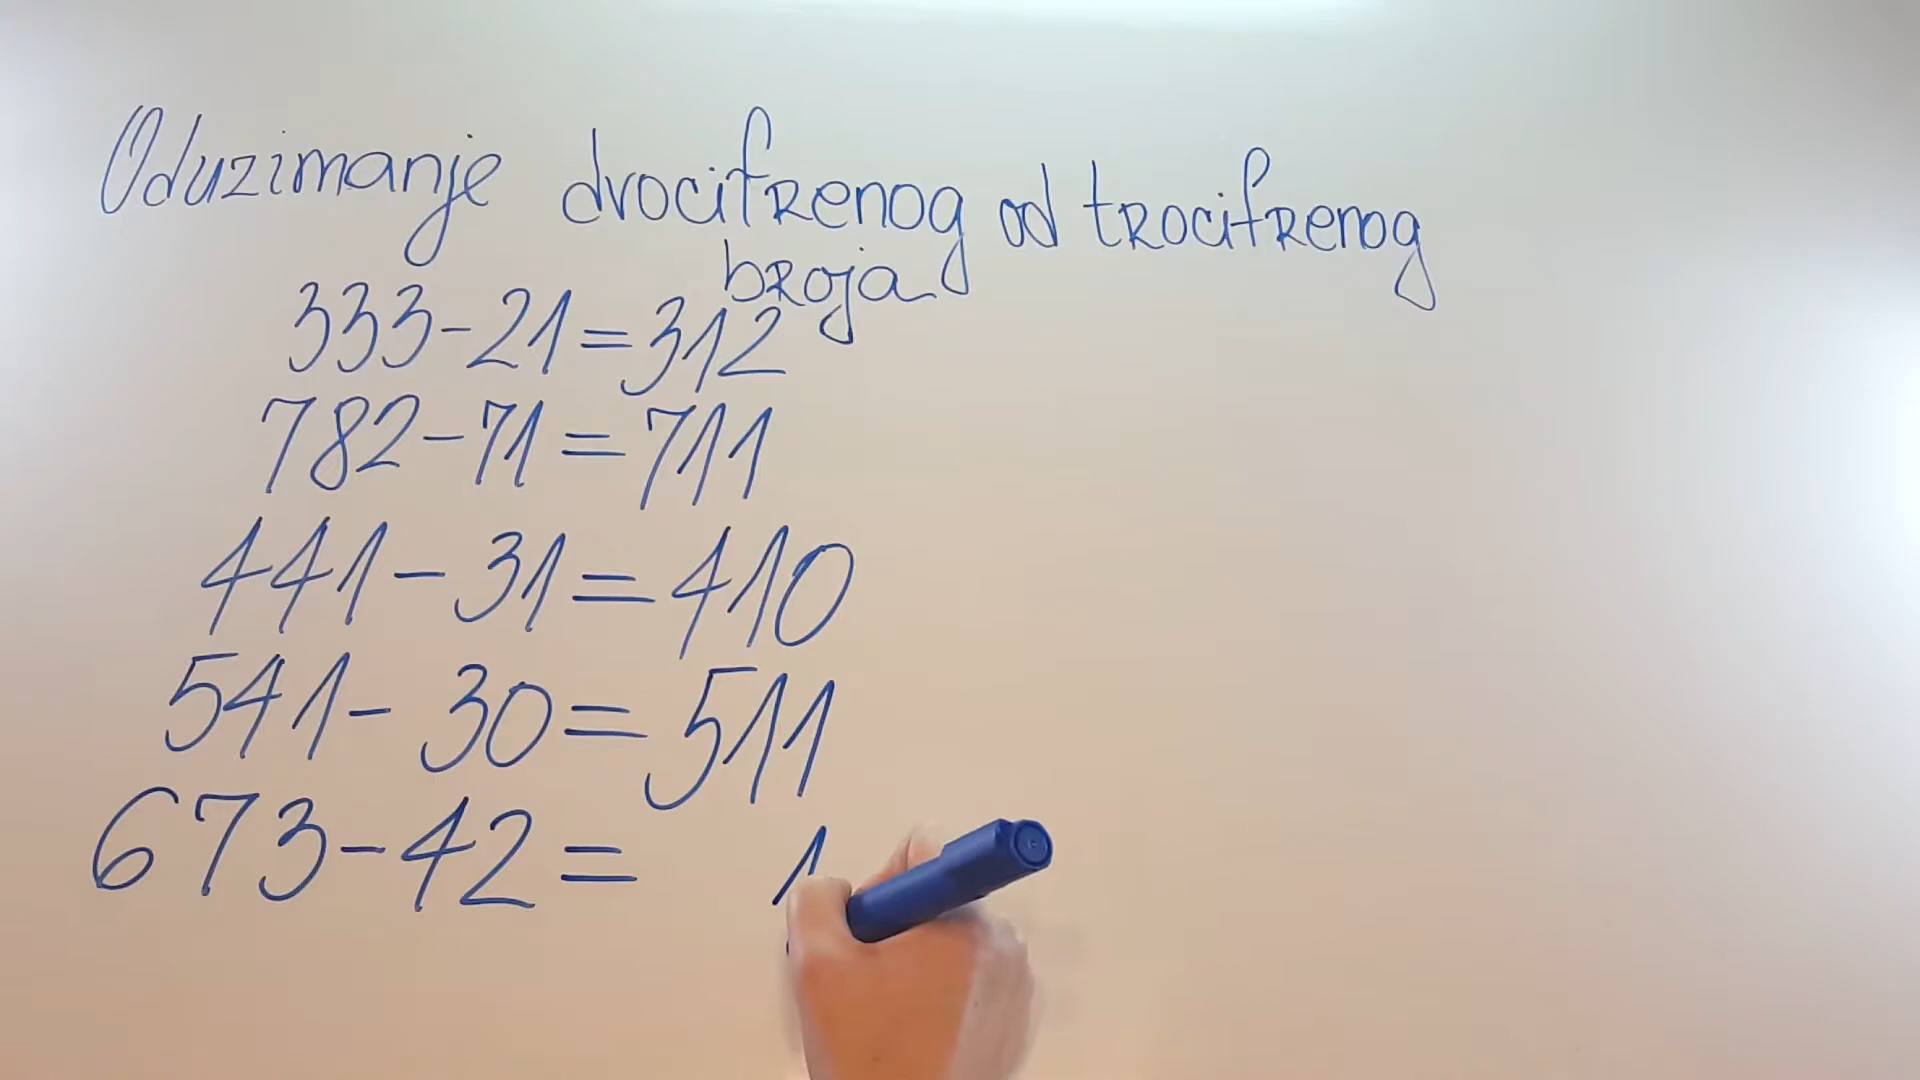 Oduzimanje dvocifrenog od trocifrenog
broja
333-21=312
782-71=711
441-31=410
541-30=511
673-42= 1